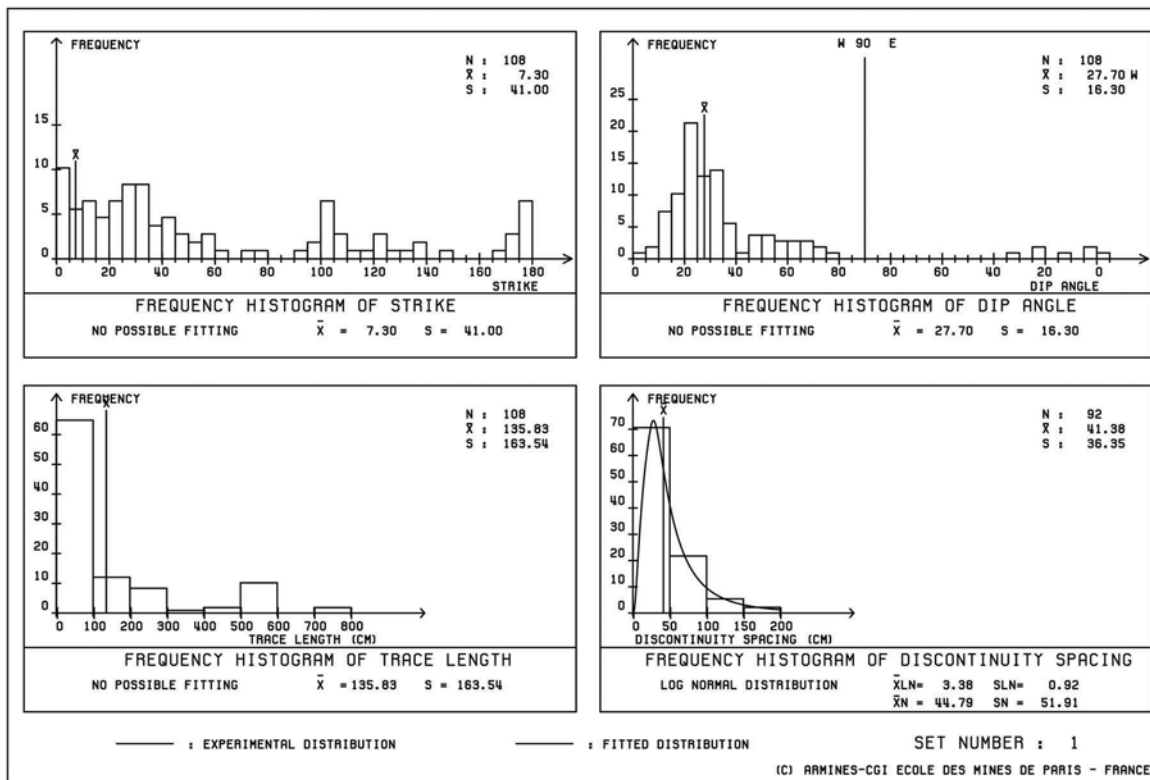 FREQUENCY
N : 108
X̄ : 7.30
S : 41.00
15
10
5
0
X̄
0 20 40 60 80 100 120 140 160 180
STRIKE
FREQUENCY HISTOGRAM OF STRIKE
NO POSSIBLE FITTING X̄ = 7.30 S = 41.00
FREQUENCY
W 90 E
N : 108
X̄ : 27.70 W
S : 16.30
25
20
15
10
5
0
X̄
0 20 40 60 80 80 60 40 20 0
DIP ANGLE
FREQUENCY HISTOGRAM OF DIP ANGLE
NO POSSIBLE FITTING X̄ = 27.70 S = 16.30
FREQUENCY
X̄
N : 108
X̄ : 135.83
S : 163.54
60
50
40
30
20
10
0
0 100 200 300 400 500 600 700 800
TRACE LENGTH (CM)
FREQUENCY HISTOGRAM OF TRACE LENGTH
NO POSSIBLE FITTING X̄ =135.83 S = 163.54
FREQUENCY
X̄
N : 92
X̄ : 41.38
S : 36.35
70
60
50
40
30
20
10
0
0 50 100 150 200
DISCONTINUITY SPACING (CM)
FREQUENCY HISTOGRAM OF DISCONTINUITY SPACING
LOG NORMAL DISTRIBUTION X̄LN= 3.38 SLN= 0.92
X̄N = 44.79 SN = 51.91
: EXPERIMENTAL DISTRIBUTION : FITTED DISTRIBUTION SET NUMBER : 1
(C) ARMINES-CGI ECOLE DES MINES DE PARIS - FRANCE